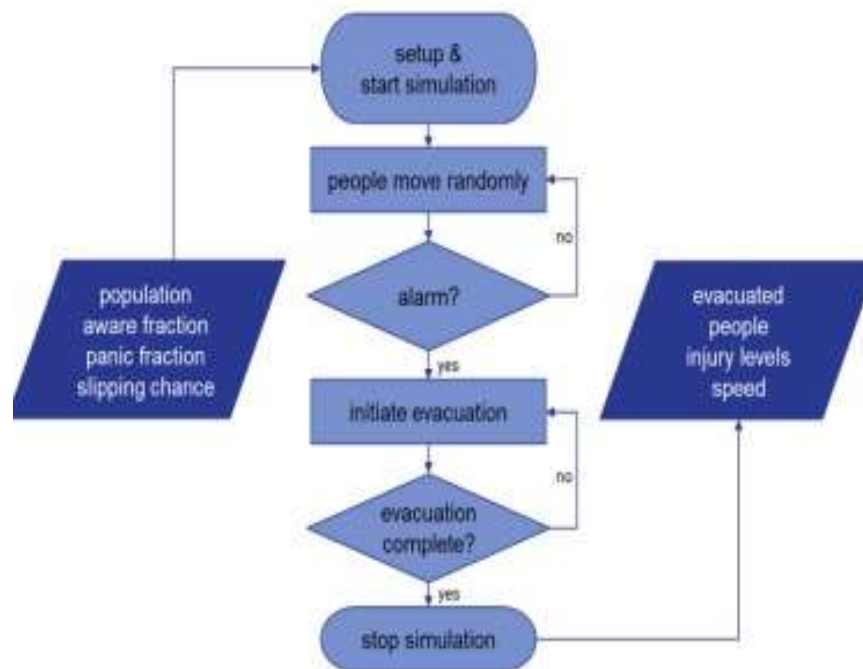 setup &
start simulation
people move randomly
no
alarm?
population
aware fraction
panic fraction
slipping chance
evacuated
people
injury levels
speed
yes
initiate evacuation
no
evacuation
complete?
yes
stop simulation